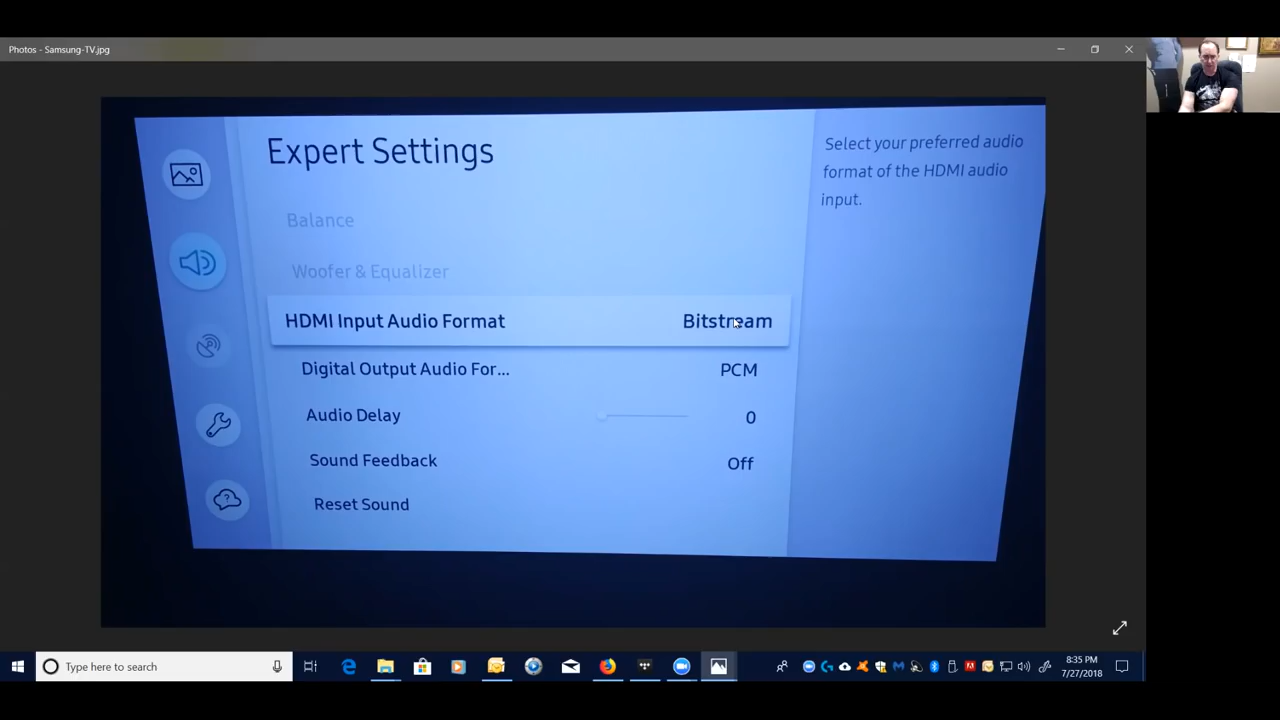 Photos - Samsung-TV.jpg
Expert Settings
Balance
Woofer & Equalizer
HDMI Input Audio Format Bitstream
Digital Output Audio For... PCM
Audio Delay 0
Sound Feedback Off
Reset Sound
Select your preferred audio
format of the HDMI audio
input.
Type here to search
8:35 PM
7/27/2018